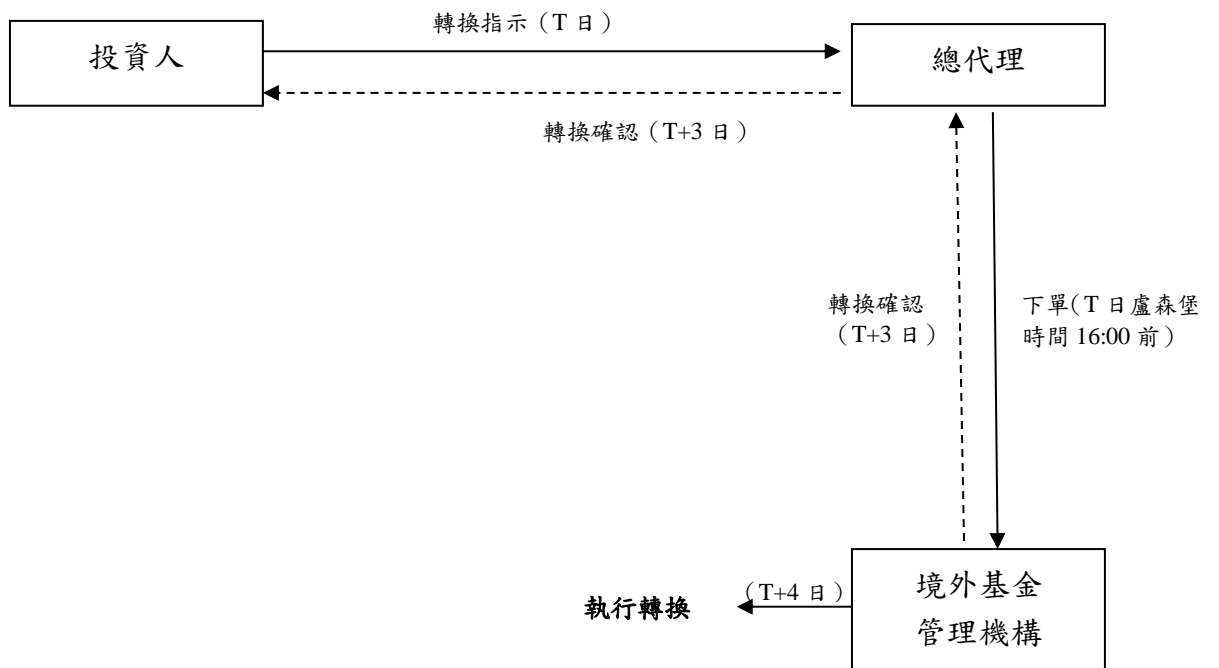 轉換指示（T 日）
投資人
總代理
轉換確認（T+3 日）
轉換確認
（T+3 日）
下單（T 日盧森堡
時間 16:00 前）
執行轉換
（T+4 日）
境外基金
管理機構